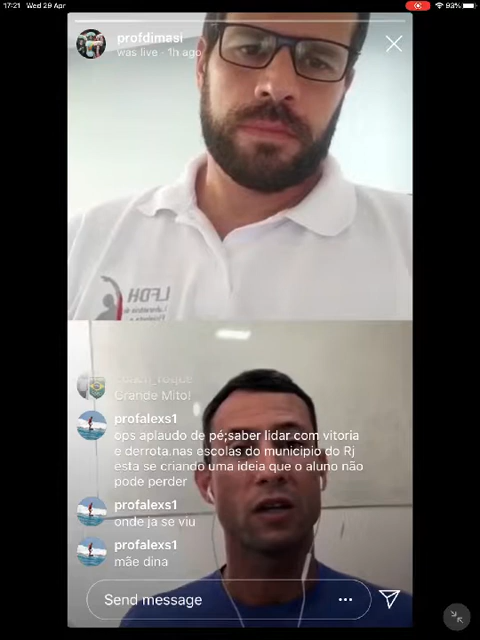 17:21 Wed 29 Apr
93%
profdimasi
was live · 1h ago
LFDH
Grande Mito!
profalexs1
ops aplaudo de pé;saber lidar com vitoria
e derrota.nas escolas do municipio do Rj
esta se criando uma ideia que o aluno não
pode perder
profalexs1
onde ja se viu
profalexs1
mãe dina
Send message